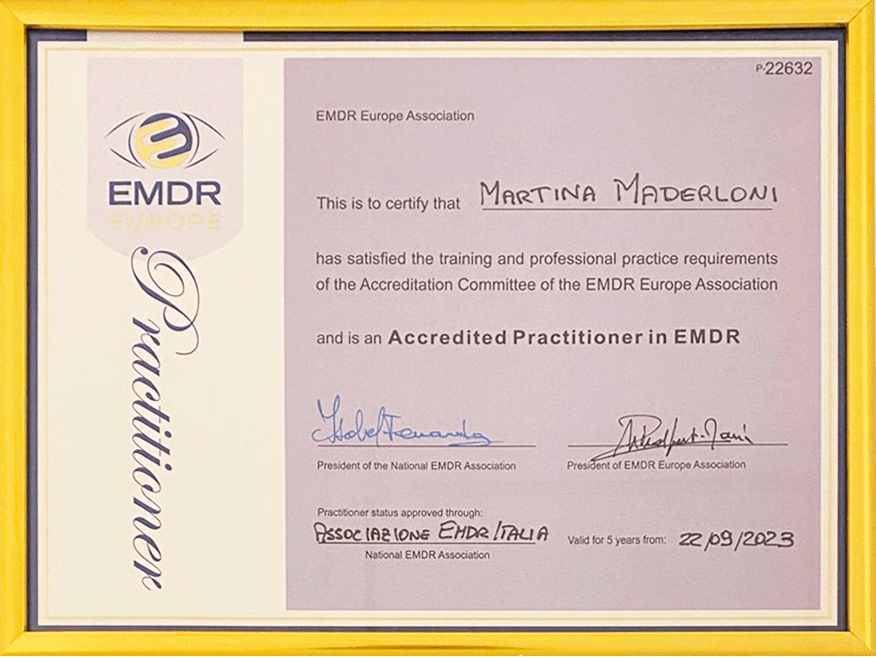 P-22632
EMDR
EUROPE
Practitioner
EMDR Europe Association
This is to certify that MARTINA MADERLONI
has satisfied the training and professional practice requirements
of the Accreditation Committee of the EMDR Europe Association
and is an Accredited Practitioner in EMDR
President of the National EMDR Association
President of EMDR Europe Association
Practitioner status approved through:
ASSOCIAZIONE EMDR ITALIA
National EMDR Association
Valid for 5 years from: 22/09/2023